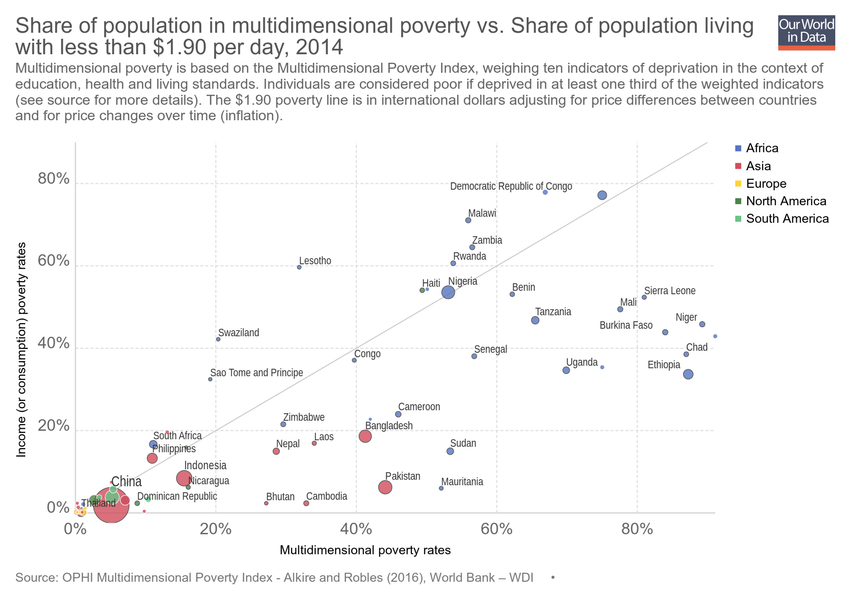 Share of population in multidimensional poverty vs. Share of population living
with less than $1.90 per day, 2014
Our World
in Data
Multidimensional poverty is based on the Multidimensional Poverty Index, weighing ten indicators of deprivation in the context of
education, health and living standards. Individuals are considered poor if deprived in at least one third of the weighted indicators
(see source for more details). The $1.90 poverty line is in international dollars adjusting for price differences between countries
and for price changes over time (inflation).
Africa
Asia
Europe
North America
South America
Income (or consumption) poverty rates
80%
60%
40%
20%
0%
Democratic Republic of Congo
Malawi
Zambia
Rwanda
Lesotho
Haiti
Nigeria
Benin
Sierra Leone
Mali
Tanzania
Niger
Burkina Faso
Swaziland
Congo
Senegal
Chad
Uganda
Ethiopia
Sao Tome and Principe
Cameroon
Zimbabwe
Bangladesh
South Africa
Laos
Philippines
Nepal
Sudan
Indonesia
China
Nicaragua
Pakistan
Mauritania
Dominican Republic
Bhutan
Cambodia
Thailand
0%
20%
40%
60%
80%
Multidimensional poverty rates
Source: OPHI Multidimensional Poverty Index - Alkire and Robles (2016), World Bank – WDI •